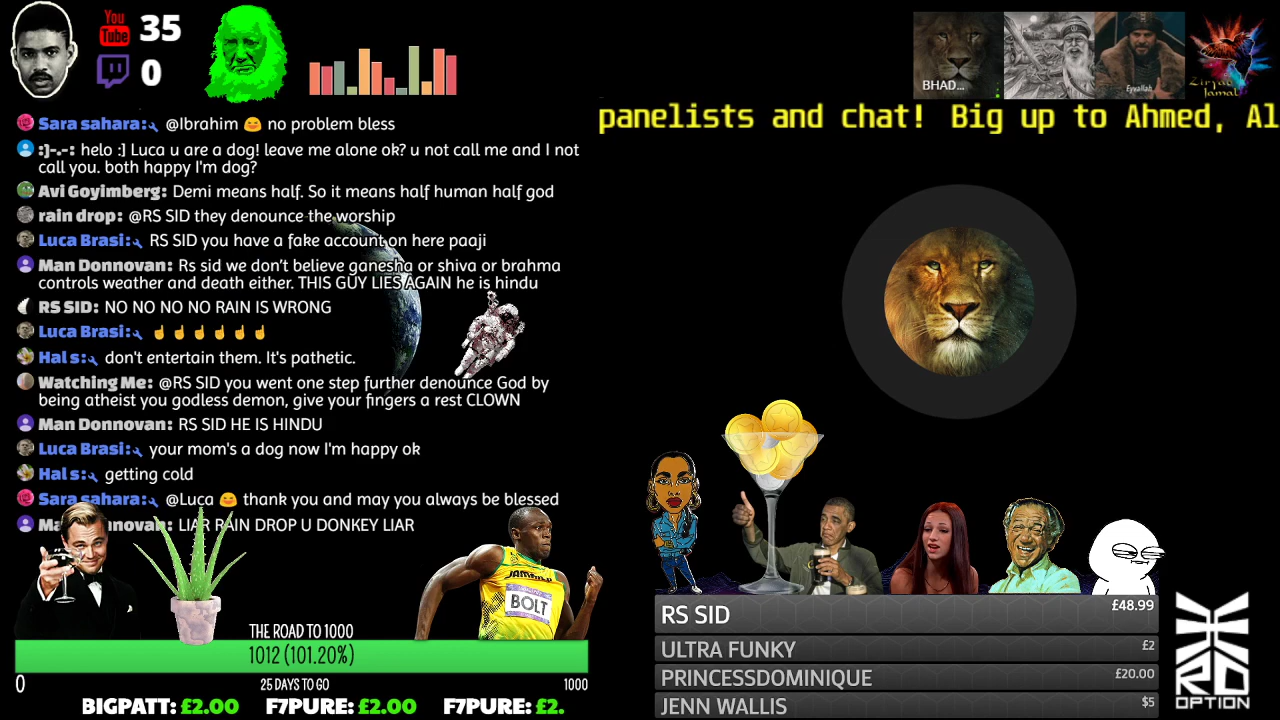 You
Tube 35
0
BHAD...
Eyvallah
Ziryab
Jamal
panelists and chat! Big up to Ahmed, Al
Sara sahara: @Ibrahim 😊 no problem bless
:]-.-: helo :] Luca u are a dog! leave me alone ok? u not call me and I not
call you. both happy I'm dog?
Avi Goyimberg: Demi means half. So it means half human half god
rain drop: @RS SID they denounce the worship
Luca Brasi: RS SID you have a fake account on here paaji
Man Donnovan: Rs sid we don't believe ganesha or shiva or brahma
controls weather and death either. THIS GUY LIES AGAIN he is hindu
RS SID: NO NO NO NO RAIN IS WRONG
Luca Brasi: ☝☝☝☝☝☝
Hal s: don't entertain them. It's pathetic.
Watching Me: @RS SID you went one step further denounce God by
being atheist you godless demon, give your fingers a rest CLOWN
Man Donnovan: RS SID HE IS HINDU
Luca Brasi: your mom's a dog now I'm happy ok
Hal s: getting cold
Sara sahara: @Luca 😊 thank you and may you always be blessed
Man Donnovan: LIAR RAIN DROP U DONKEY LIAR
JAMAICA
BOLT
THE ROAD TO 1000
1012 (101.20%)
0 25 DAYS TO GO 1000
BIGPATT: £2.00 F7PURE: £2.00 F7PURE: £2.
RS SID £48.99
ULTRA FUNKY £2
PRINCESSDOMINIQUE £20.00
JENN WALLIS $5
OPTION